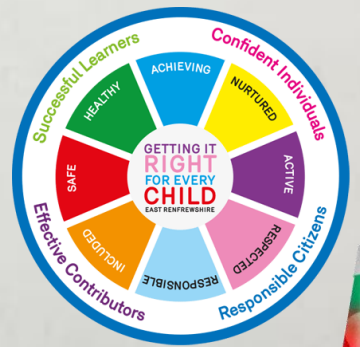 Successful Learners
Confident Individuals
Responsible Citizens
Effective Contributors
ACHIEVING
NURTURED
ACTIVE
RESPECTED
RESPONSIBLE
INCLUDED
SAFE
HEALTHY
GETTING IT
RIGHT
FOR EVERY
CHILD
EAST RENFREWSHIRE